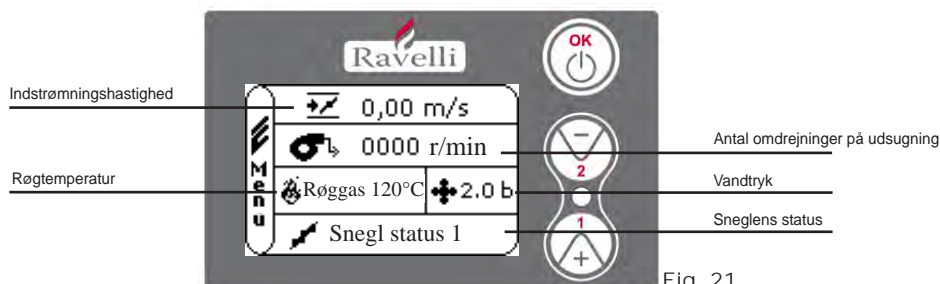 OK
Ravelli
Indstrømningshastighed
0,00 m/s
Menu
0000 r/min
Antal omdrejninger på udsugning
2
Røgtemperatur
Røggas 120°C
2.0 b
Vandtryk
1
Snegl status 1
Sneglens status
Fig. 21